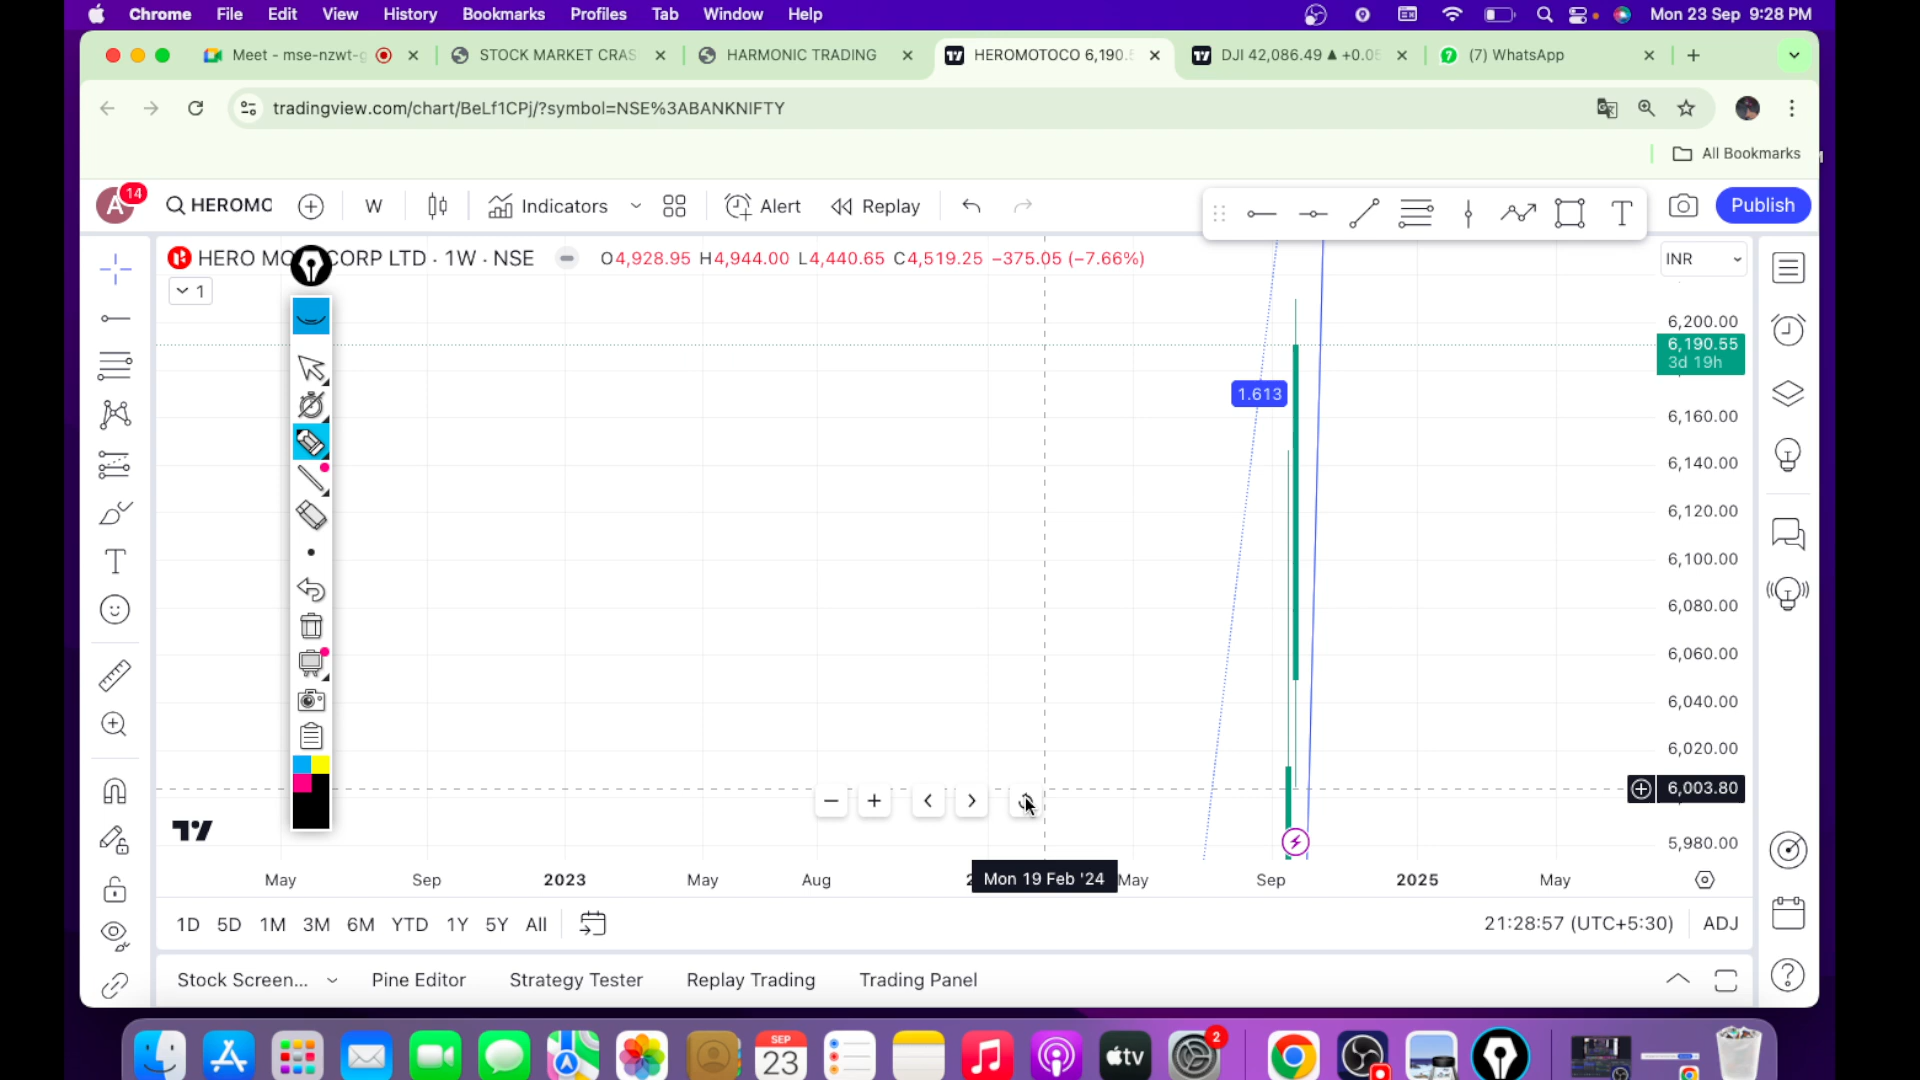 Chrome File Edit View History Bookmarks Profiles Tab Window Help Mon 23 Sep 9:28 PM
Meet - mse-nzwt- STOCK MARKET CRAS HARMONIC TRADING HEROMOTOCO 6,190. DJI 42,086.49 ▲ +0.05 7 (7) WhatsApp
tradingview.com/chart/BeLf1CPj/?symbol=NSE%3ABANKNIFTY
All Bookmarks
A 14 HEROMC W Indicators Alert Replay Publish
HERO MO CORP LTD · 1W · NSE O4,928.95 H4,944.00 L4,440.65 C4,519.25 −375.05 (−7.66%) INR
1
6,200.00
6,190.55
3d 19h
1.613
6,160.00
6,140.00
6,120.00
6,100.00
6,080.00
6,060.00
6,040.00
6,020.00
6,003.80
5,980.00
May Sep 2023 May Aug 2 Mon 19 Feb '24 May Sep 2025 May
1D 5D 1M 3M 6M YTD 1Y 5Y All 21:28:57 (UTC+5:30) ADJ
Stock Screen... Pine Editor Strategy Tester Replay Trading Trading Panel
SEP
23
tv
2